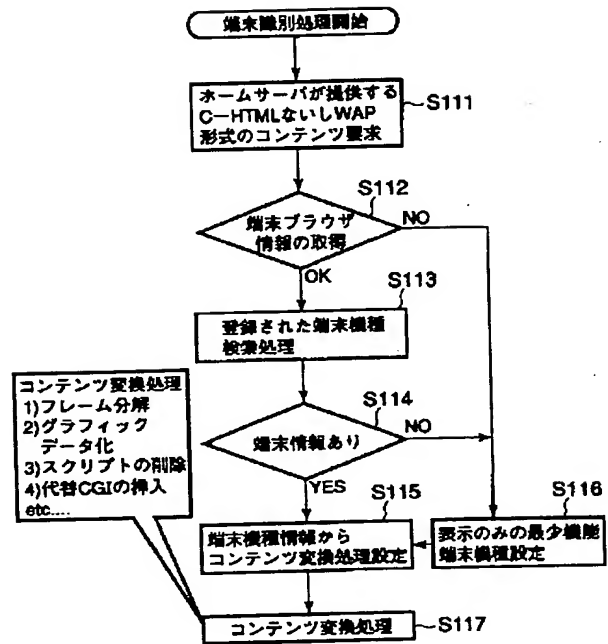 端末識別処理開始
ホームサーバが提供する
C-HTMLないしWAP
形式のコンテンツ要求
S111
S112
端末ブラウザ
情報の取得
NO
OK
S113
登録された端末機種
検索処理
コンテンツ変換処理
1)フレーム分解
2)グラフィック
データ化
3)スクリプトの削除
4)代替CGIの挿入
etc....
S114
端末情報あり
NO
YES
S115
端末機種情報から
コンテンツ変換処理設定
S116
表示のみの最少機能
端末機種設定
コンテンツ変換処理
S117